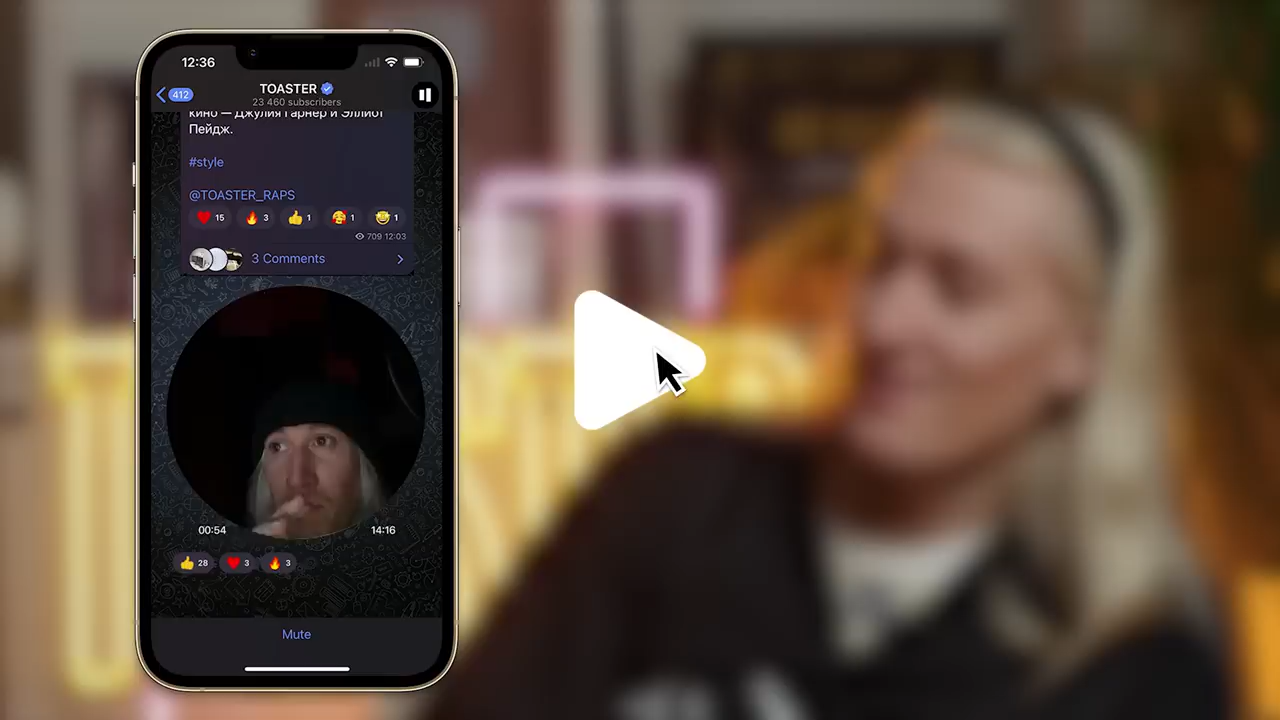 12:36
412
TOASTER
23 460 subscribers
кино — Джулия Гарнер и Эллиот
Пейдж.
#style
@TOASTER_RAPS
15 3 1 1 1
709 12:03
3 Comments
00:54 14:16
28 3 3
Mute